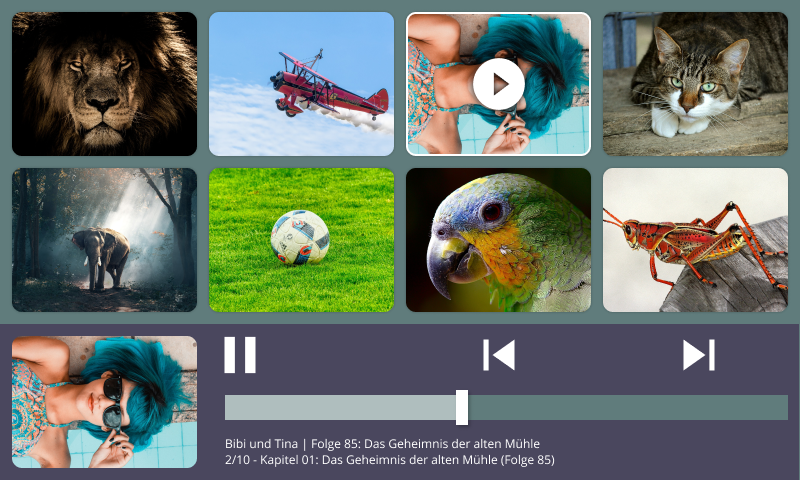 Bibi und Tina | Folge 85: Das Geheimnis der alten Mühle
2/10 - Kapitel 01: Das Geheimnis der alten Mühle (Folge 85)